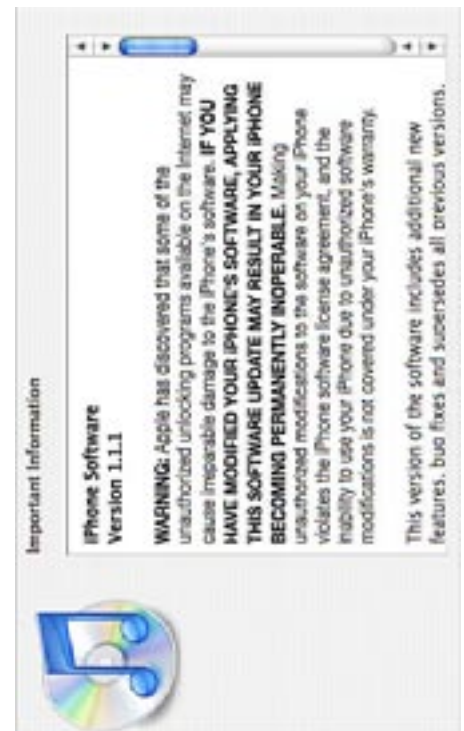 Important Information
iPhone Software
Version 1.1.1
WARNING: Apple has discovered that some of the
unauthorized unlocking programs available on the Internet may
cause irreparable damage to the iPhone's software. IF YOU
HAVE MODIFIED YOUR iPHONE'S SOFTWARE, APPLYING
THIS SOFTWARE UPDATE MAY RESULT IN YOUR iPHONE
BECOMING PERMANENTLY INOPERABLE. Making
unauthorized modifications to the software on your iPhone
violates the iPhone software license agreement, and the
inability to use your iPhone due to unauthorized software
modifications is not covered under your iPhone's warranty.
This version of the software includes additional new
features, bug fixes and supersedes all previous versions.